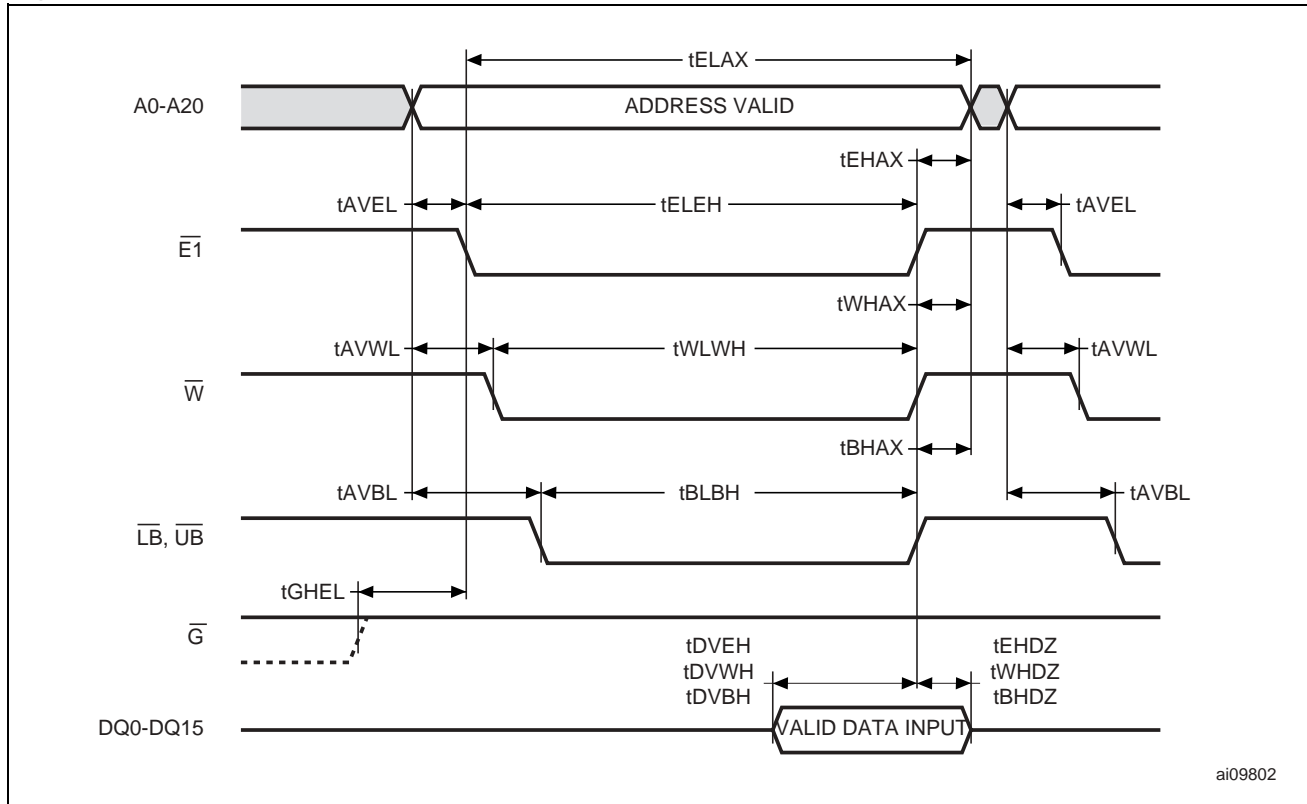 tELAX
A0-A20
ADDRESS VALID
tEHAX
tAVEL
tELEH
tAVEL
E1
tWHAX
tAVWL
tWLWH
tAVWL
W
tBHAX
tAVBL
tBLBH
tAVBL
LB, UB
tGHEL
G
tDVEH
tDVWH
tDVBH
tEHDZ
tWHDZ
tBHDZ
DQ0-DQ15
VALID DATA INPUT
ai09802